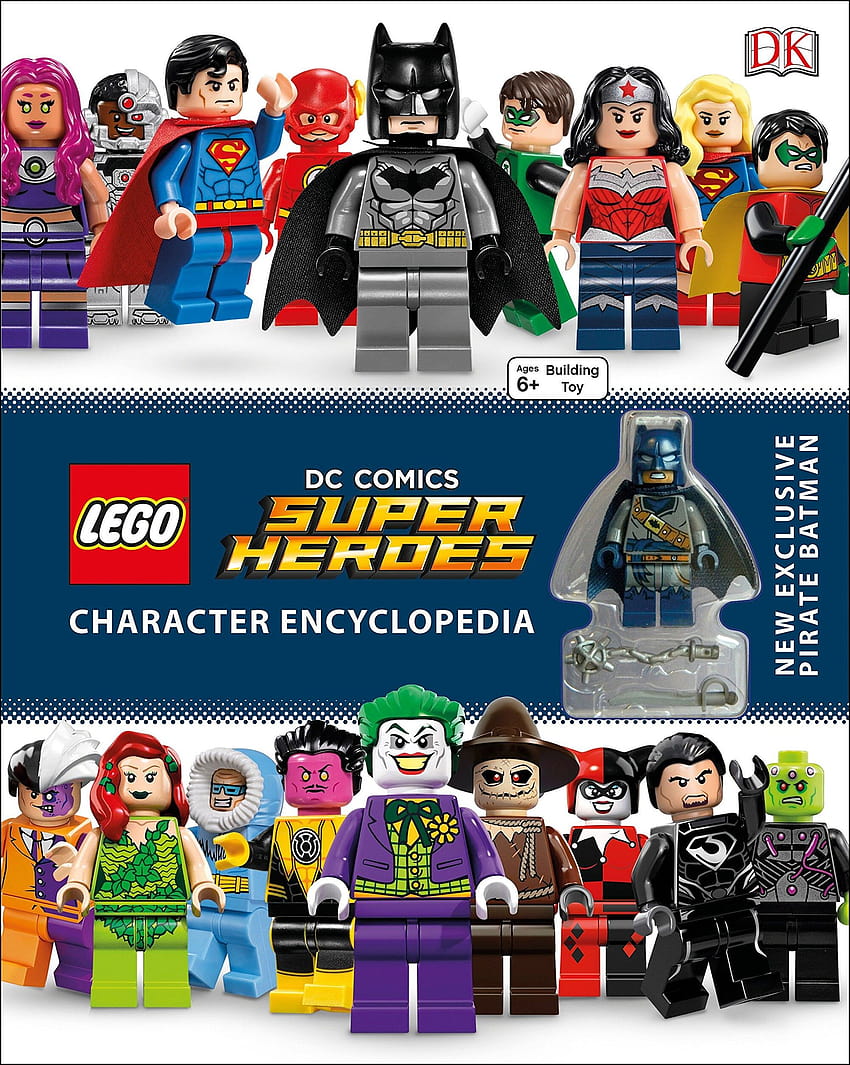 DK
Ages
6+
Building
Toy
LEGO
DC COMICS
SUPER
HEROES
CHARACTER ENCYCLOPEDIA
NEW EXCLUSIVE
PIRATE BATMAN